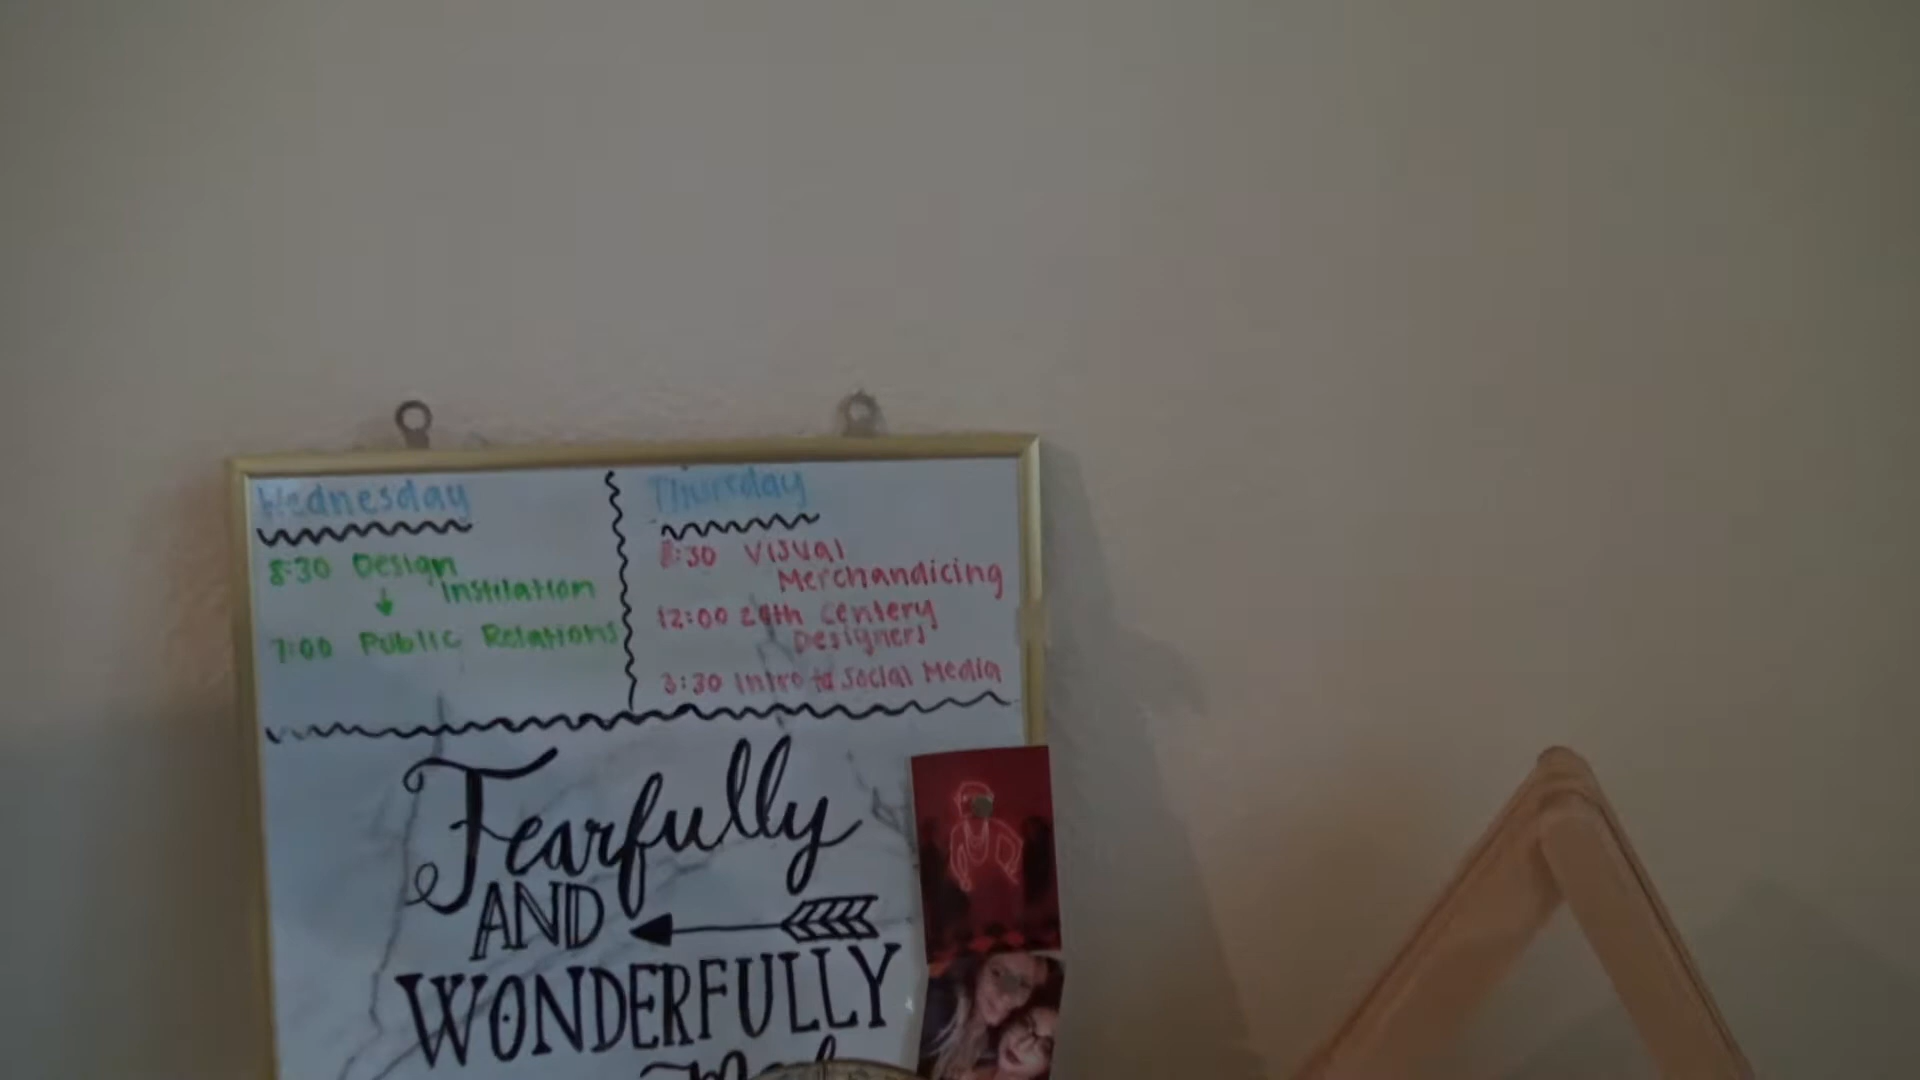 Wednesday
8:30 Design
Instilation
7:00 Public Relations
Thursday
8:30 Visual
Merchandicing
12:00 20th Centery
Designers
3:30 Intro to Social Media
Fearfully
AND
WONDERFULLY